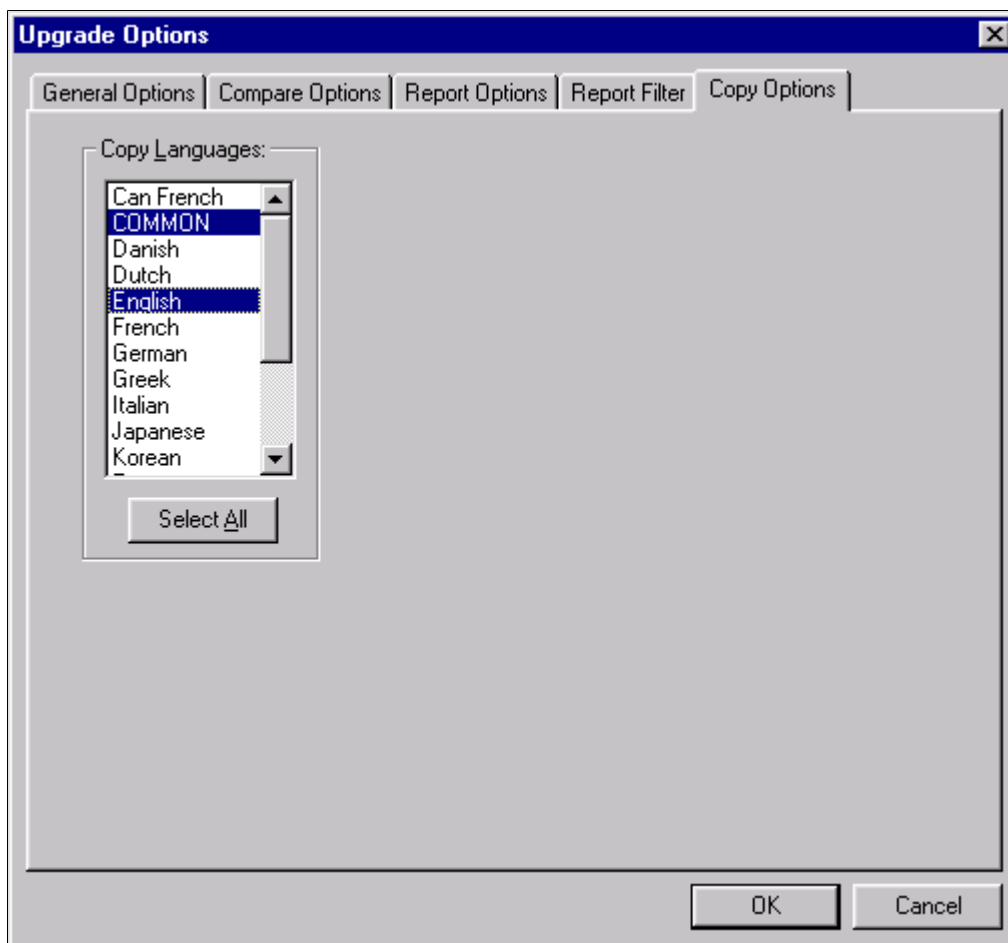 Upgrade Options
General Options
Compare Options
Report Options
Report Filter
Copy Options
Copy Languages:
Can French
COMMON
Danish
Dutch
English
French
German
Greek
Italian
Japanese
Korean
Select All
OK
Cancel